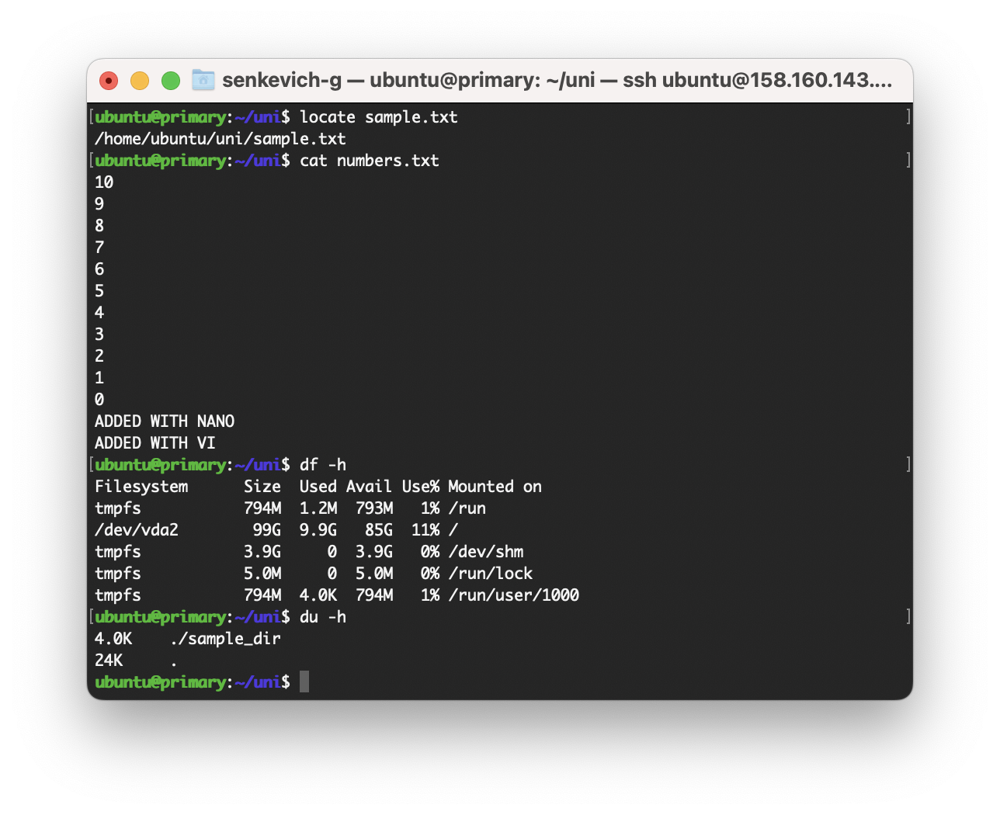 senkevich-g — ubuntu@primary: ~/uni — ssh ubuntu@158.160.143....
[ubuntu@primary:~/uni$ locate sample.txt ]
/home/ubuntu/uni/sample.txt
[ubuntu@primary:~/uni$ cat numbers.txt ]
10
9
8
7
6
5
4
3
2
1
0
ADDED WITH NANO
ADDED WITH VI
[ubuntu@primary:~/uni$ df -h ]
Filesystem      Size  Used Avail Use% Mounted on
tmpfs           794M  1.2M  793M   1% /run
/dev/vda2        99G  9.9G   85G  11% /
tmpfs           3.9G     0  3.9G   0% /dev/shm
tmpfs           5.0M     0  5.0M   0% /run/lock
tmpfs           794M  4.0K  794M   1% /run/user/1000
[ubuntu@primary:~/uni$ du -h ]
4.0K    ./sample_dir
24K     .
ubuntu@primary:~/uni$